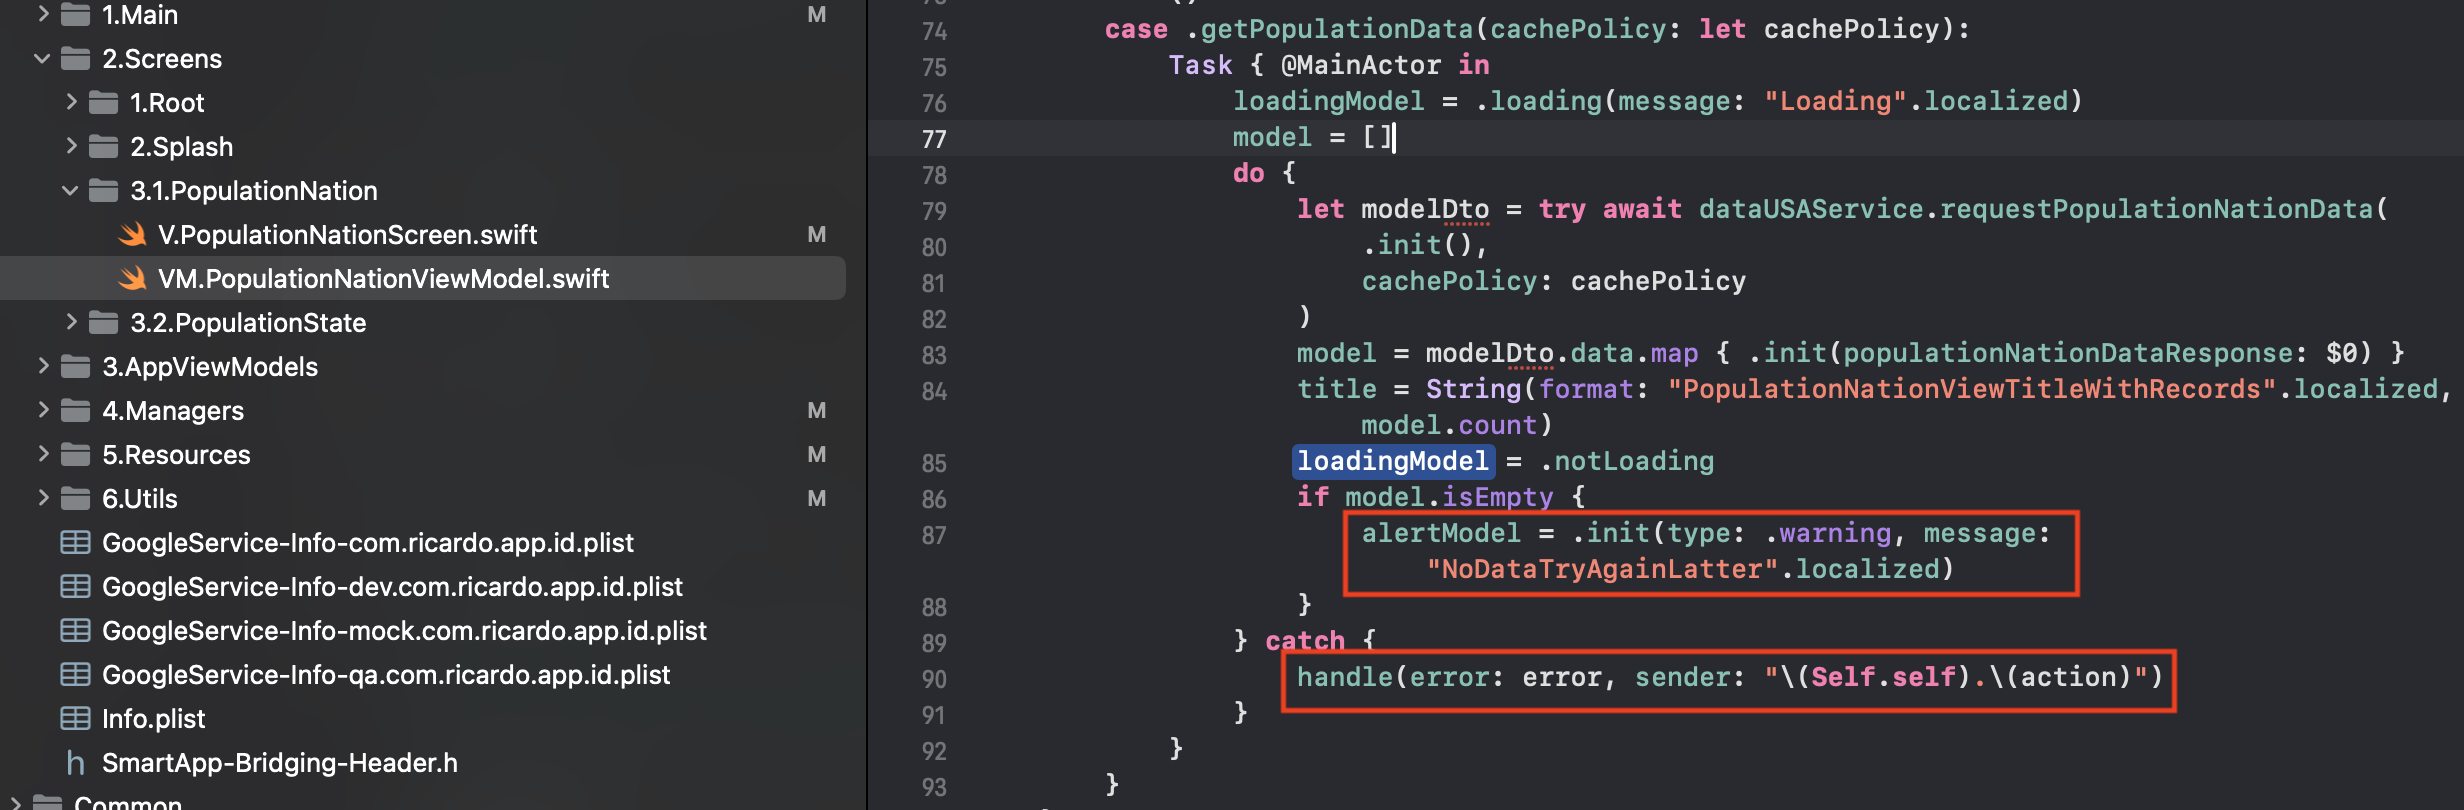 1.Main M
2.Screens
1.Root
2.Splash
3.1.PopulationNation
V.PopulationNationScreen.swift M
VM.PopulationNationViewModel.swift
3.2.PopulationState
3.AppViewModels
4.Managers M
5.Resources M
6.Utils M
GoogleService-Info-com.ricardo.app.id.plist
GoogleService-Info-dev.com.ricardo.app.id.plist
GoogleService-Info-mock.com.ricardo.app.id.plist
GoogleService-Info-qa.com.ricardo.app.id.plist
Info.plist
h SmartApp-Bridging-Header.h
Common
74 case .getPopulationData(cachePolicy: let cachePolicy):
75 Task { @MainActor in
76 loadingModel = .loading(message: "Loading".localized)
77 model = []
78 do {
79 let modelDto = try await dataUSAService.requestPopulationNationData(
80 .init(),
81 cachePolicy: cachePolicy
82 )
83 model = modelDto.data.map { .init(populationNationDataResponse: $0) }
84 title = String(format: "PopulationNationViewTitleWithRecords".localized,
model.count)
85 loadingModel = .notLoading
86 if model.isEmpty {
87 alertModel = .init(type: .warning, message:
"NoDataTryAgainLatter".localized)
88 }
89 } catch {
90 handle(error: error, sender: "\(Self.self).\(action)")
91 }
92 }
93 }